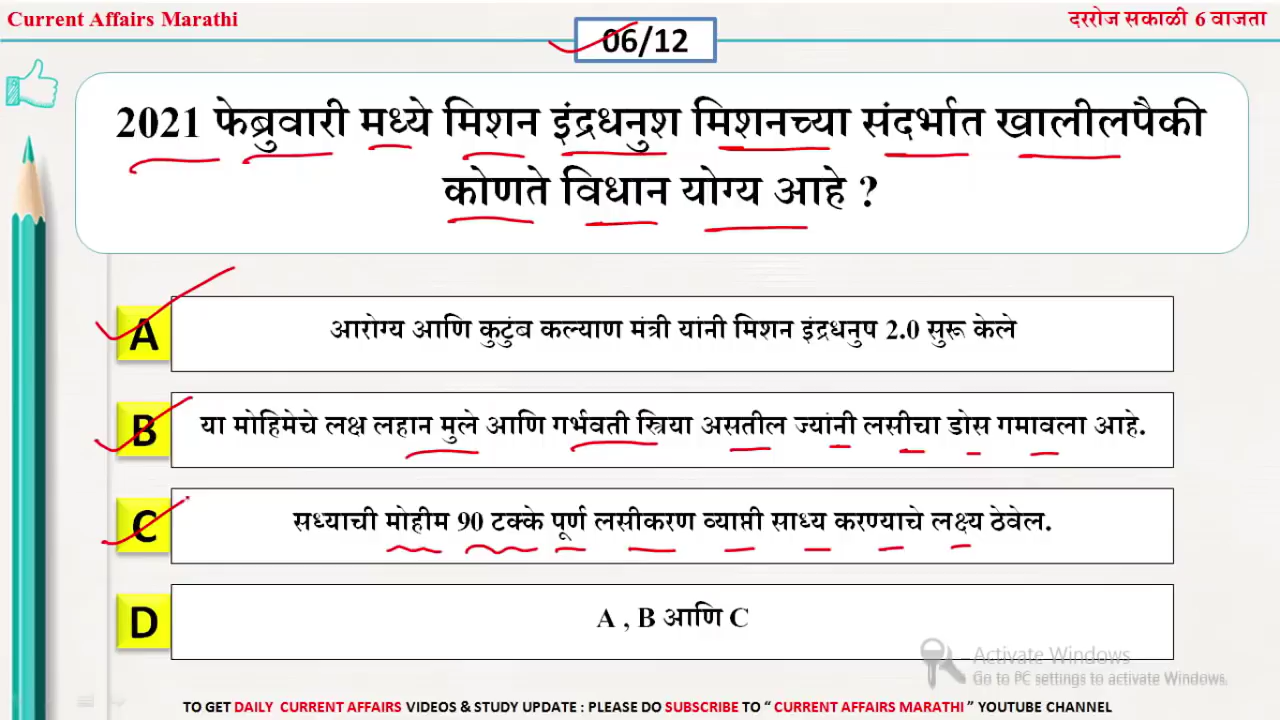 Current Affairs Marathi
दररोज सकाळी 6 वाजता
06/12
2021 फेब्रुवारी मध्ये मिशन इंद्रधनुश मिशनच्या संदर्भात खालीलपैकी
कोणते विधान योग्य आहे ?
A
आरोग्य आणि कुटुंब कल्याण मंत्री यांनी मिशन इंद्रधनुप 2.0 सुरू केले
B
या मोहिमेचे लक्ष लहान मुले आणि गर्भवती स्त्रिया असतील ज्यांनी लसीचा डोस गमावला आहे.
C
सध्याची मोहीम 90 टक्के पूर्ण लसीकरण व्याप्ती साध्य करण्याचे लक्ष्य ठेवेल.
D
A , B आणि C
Activate Windows
Go to PC settings to activate Windows.
TO GET DAILY CURRENT AFFAIRS VIDEOS & STUDY UPDATE : PLEASE DO SUBSCRIBE TO “ CURRENT AFFAIRS MARATHI ” YOUTUBE CHANNEL